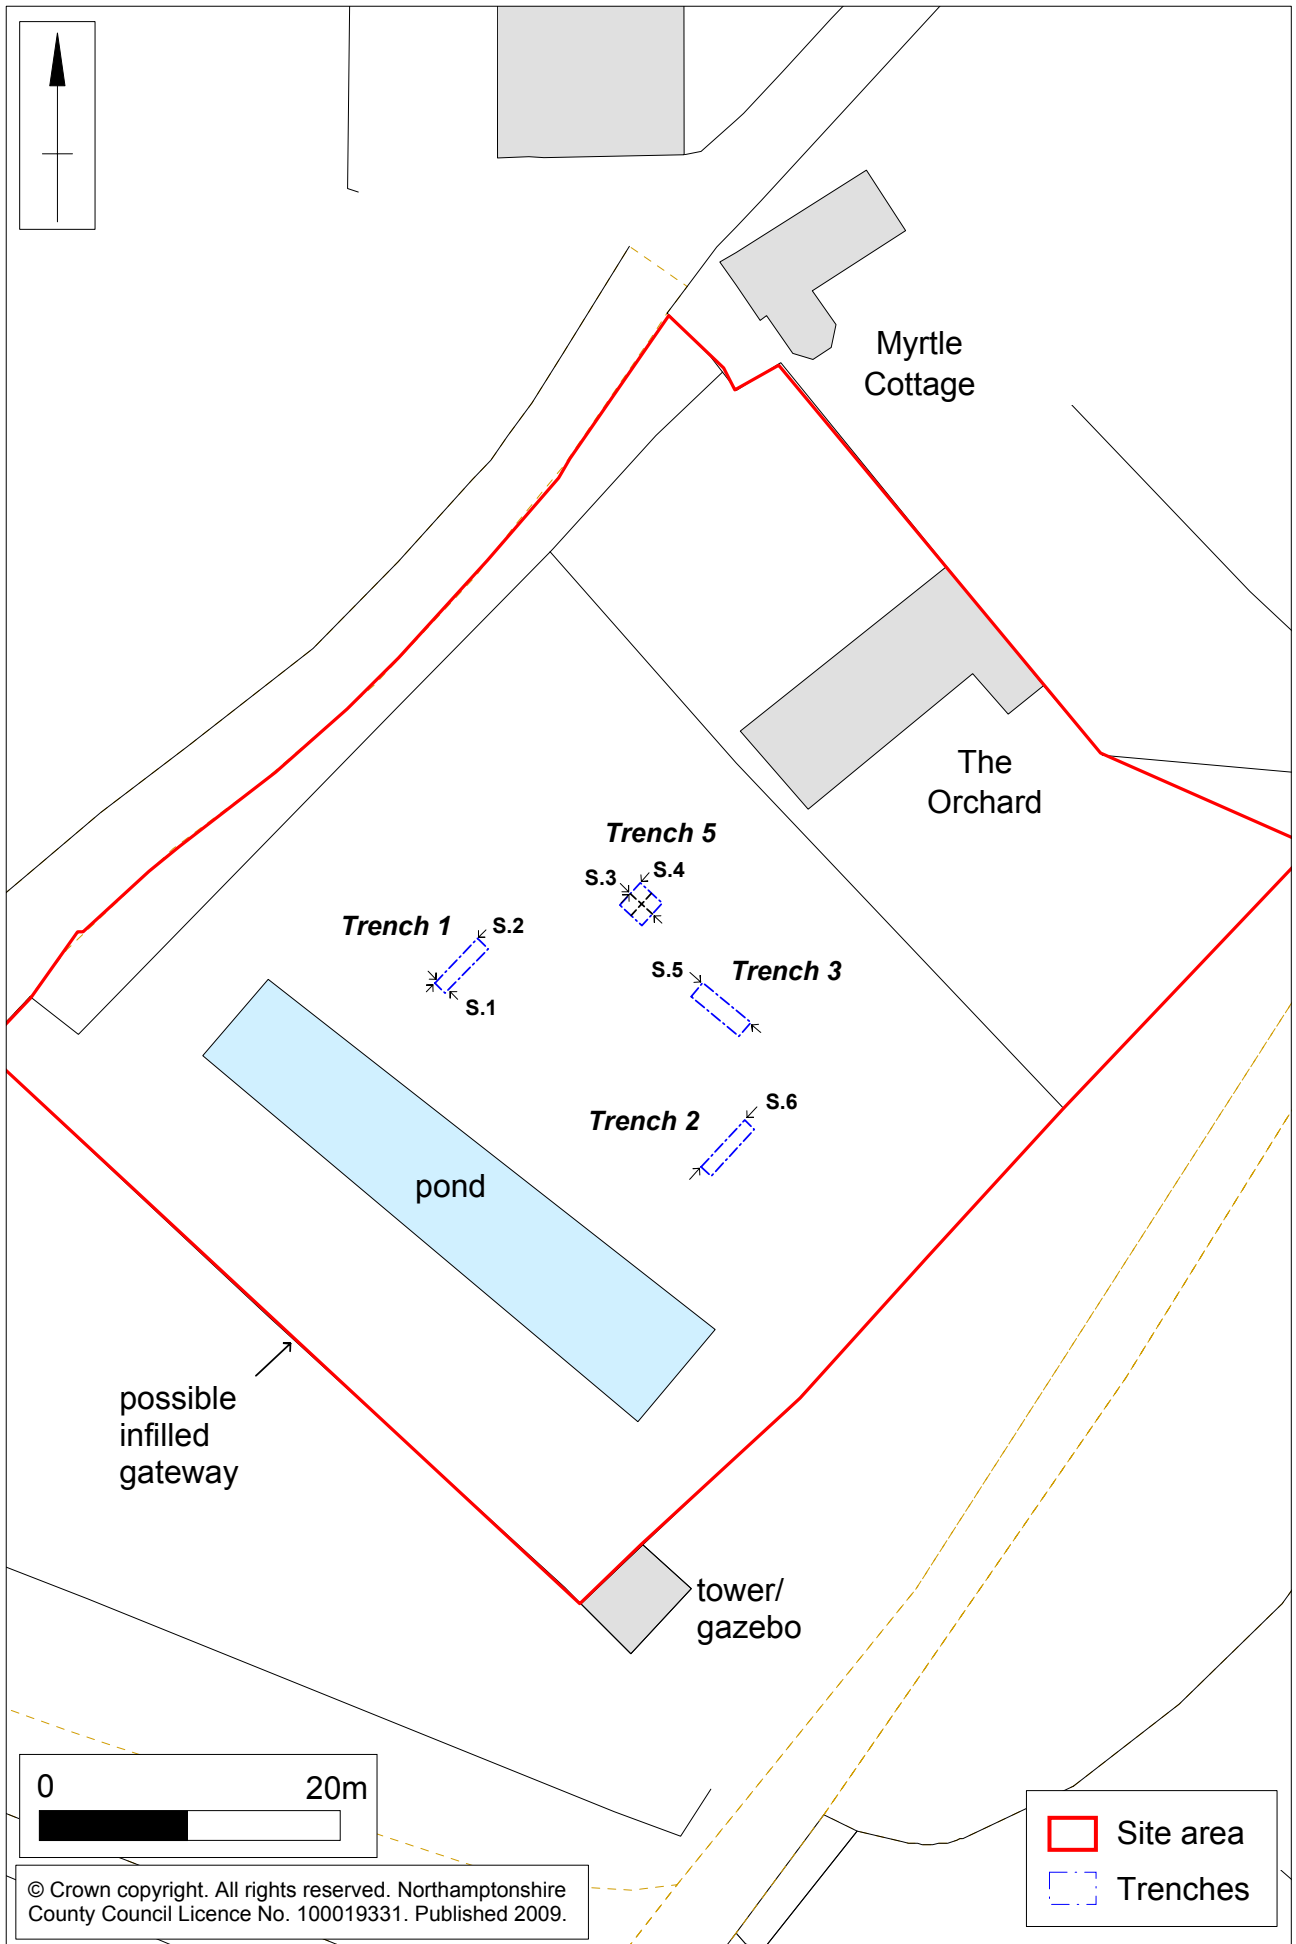 Myrtle
Cottage
The
Orchard
Trench 5
S.3
S.4
Trench 1
S.2
S.1
S.5
Trench 3
Trench 2
S.6
pond
possible
infilled
gateway
tower/
gazebo
0 20m
Site area
Trenches
© Crown copyright. All rights reserved. Northamptonshire
County Council Licence No. 100019331. Published 2009.